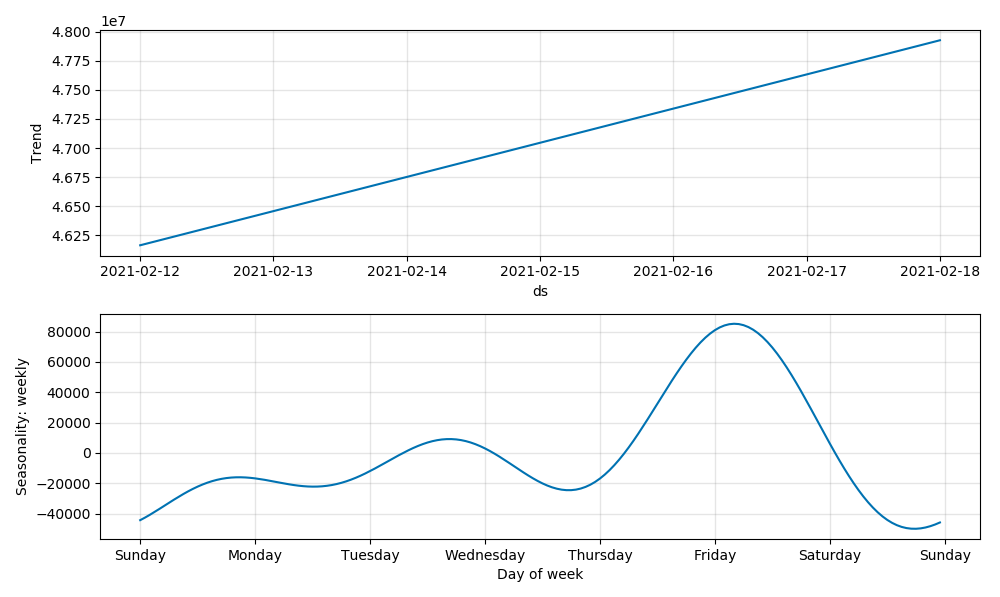 1e7
4.800
4.775
4.750
4.725
4.700
4.675
4.650
4.625
Trend
2021-02-12 2021-02-13 2021-02-14 2021-02-15 2021-02-16 2021-02-17 2021-02-18
ds
80000
60000
40000
20000
0
−20000
−40000
Seasonality: weekly
Sunday Monday Tuesday Wednesday Thursday Friday Saturday Sunday
Day of week